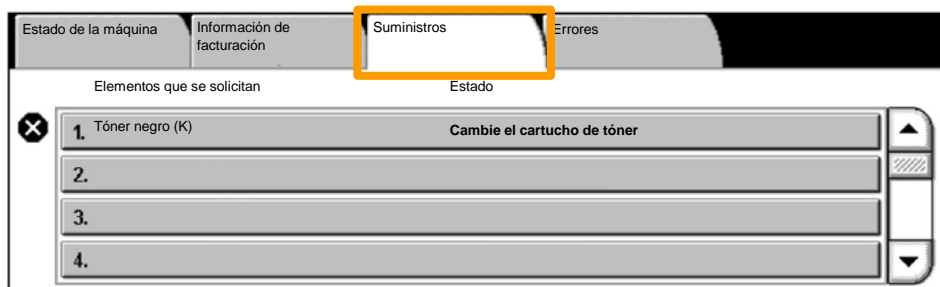 Estado de la máquina
Información de
facturación
Suministros
Errores
Elementos que se solicitan
Estado
1. Tóner negro (K) Cambie el cartucho de tóner
2.
3.
4.